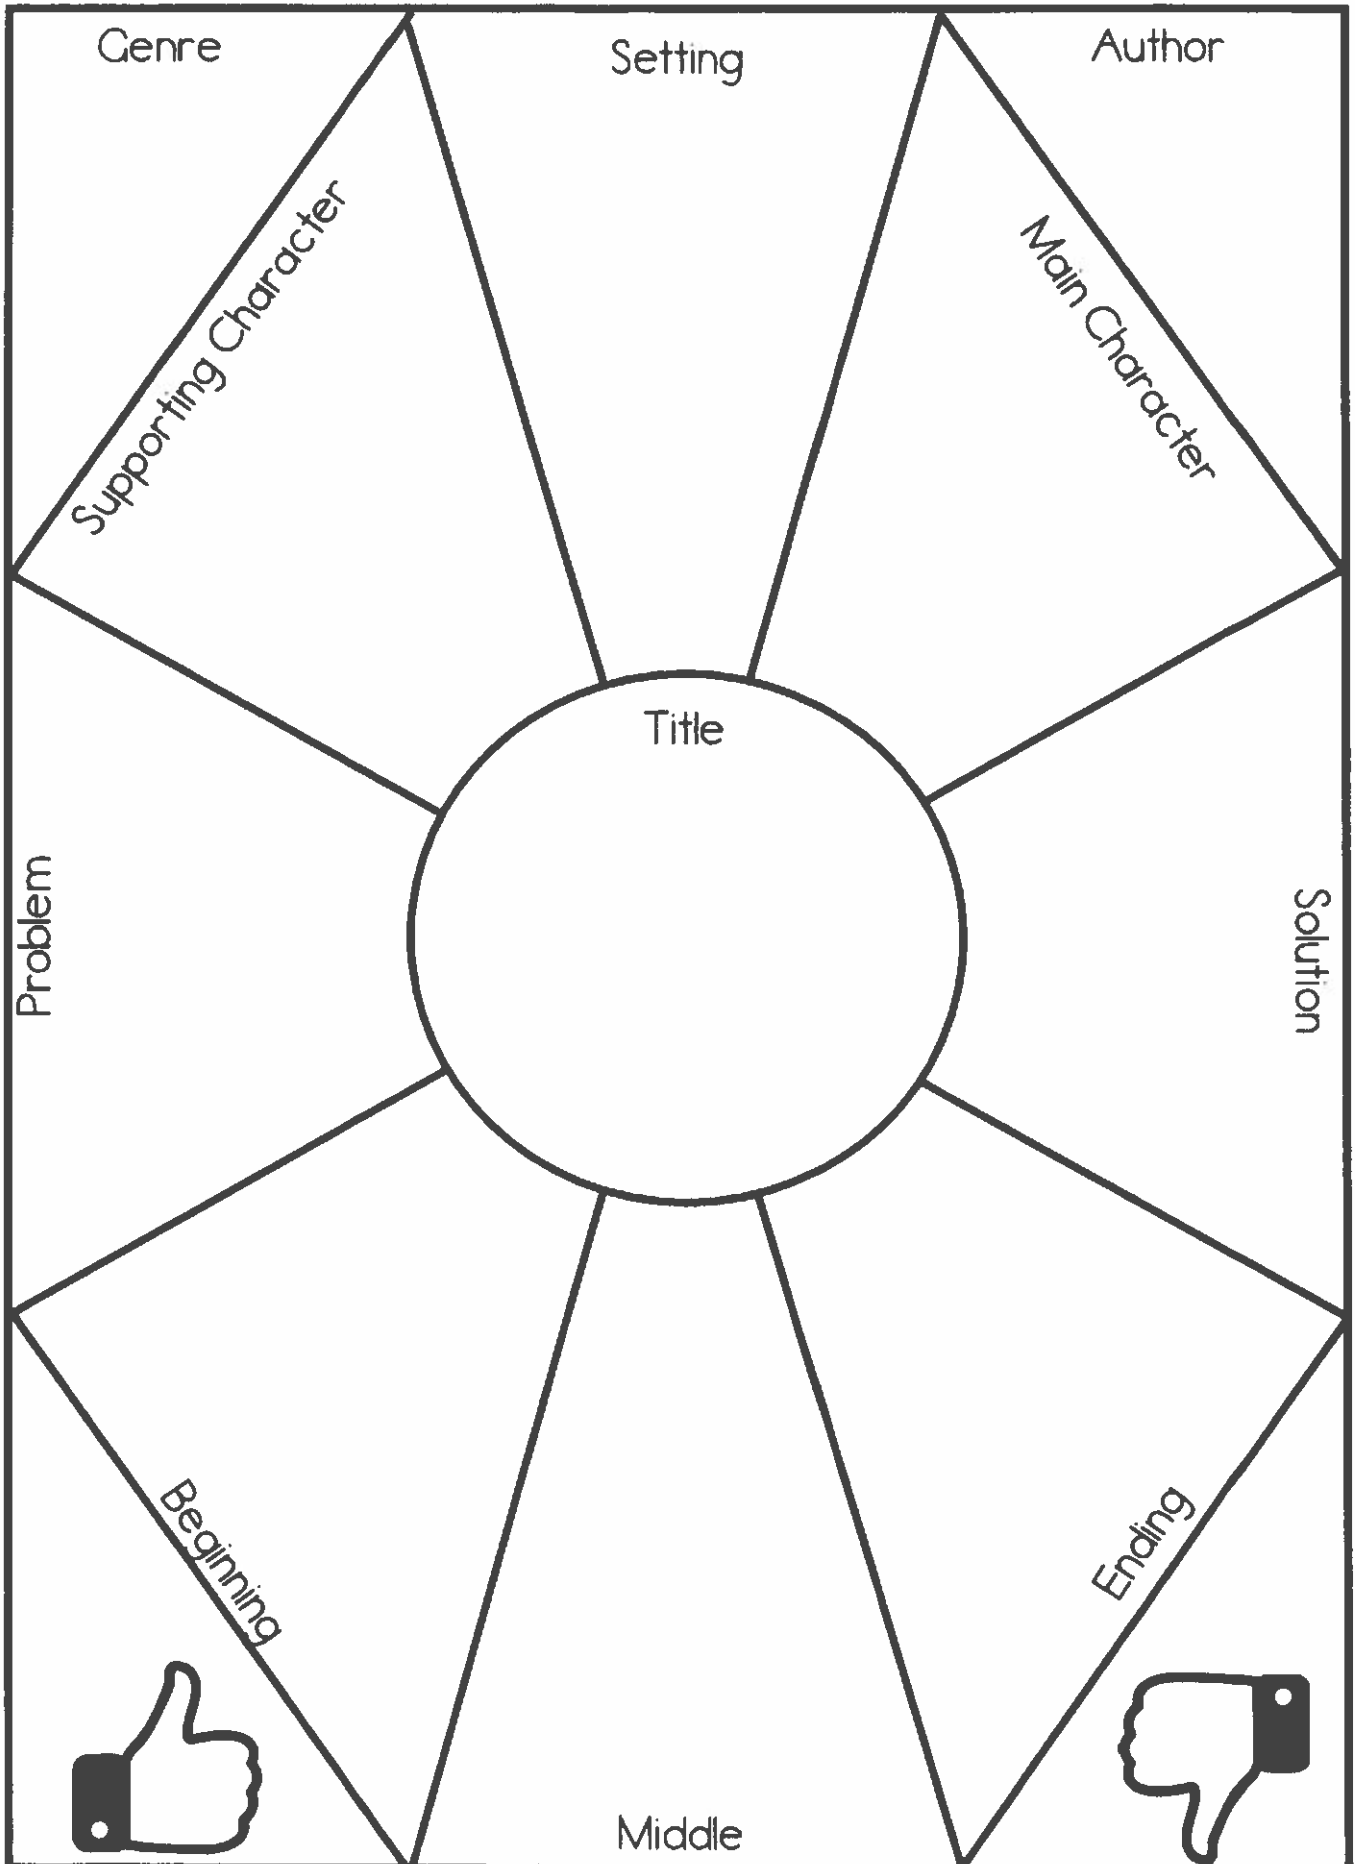 Genre
Setting
Author
Supporting Character
Main Character
Title
Problem
Solution
Beginning
Ending
Middle